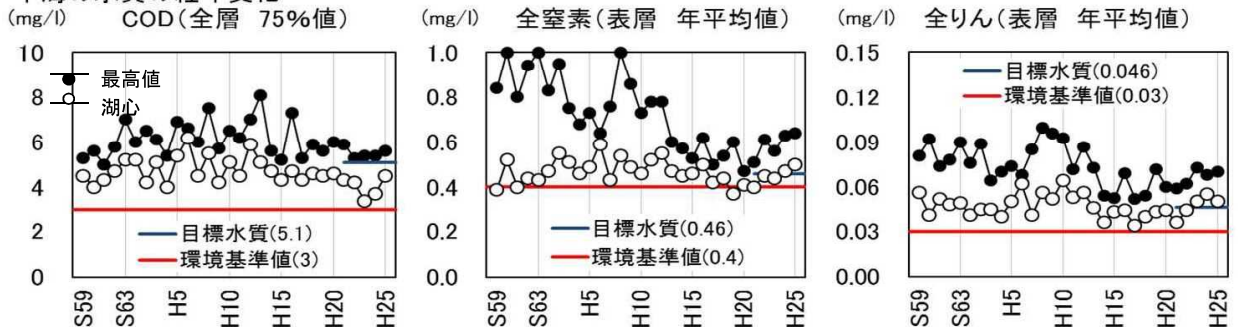 (mg/l) COD(全層 75%値)
10
8
6
4
2
0
最高値
湖心
目標水質(5.1)
環境基準値(3)
S59 S63 H5 H10 H15 H20 H25
(mg/l) 全窒素(表層 年平均値)
1.0
0.8
0.6
0.4
0.2
0.0
目標水質(0.46)
環境基準値(0.4)
S59 S63 H5 H10 H15 H20 H25
(mg/l) 全りん(表層 年平均値)
0.15
0.12
0.09
0.06
0.03
0.00
目標水質(0.046)
環境基準値(0.03)
S59 S63 H5 H10 H15 H20 H25